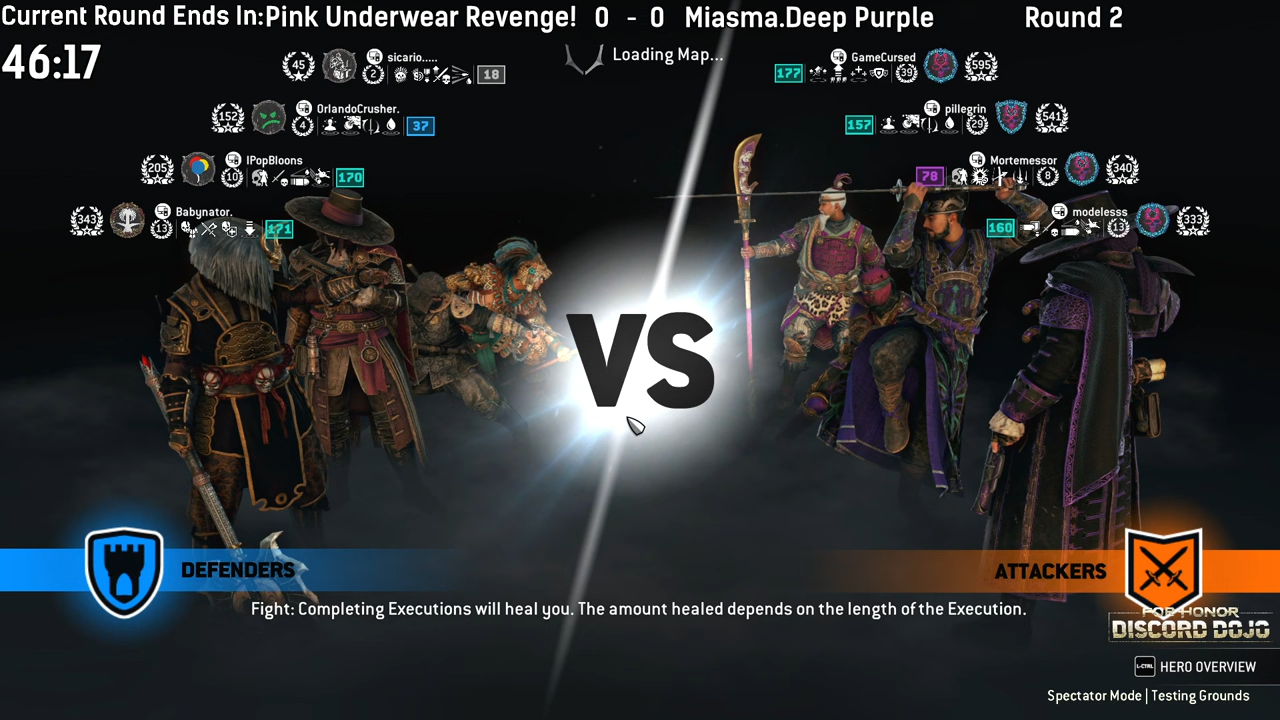 Current Round Ends In:Pink Underwear Revenge! 0 - 0 Miasma.Deep Purple Round 2
46:17
Loading Map...
45 2 sicario..... 18
152 4 OrlandoCrusher. 37
205 10 IPopBloons 170
343 13 Babynator. 171
177 GameCursed 39 595
157 pillegrin 29 541
78 Mortemessor 8 340
160 modelesss 13 333
VS
DEFENDERS
ATTACKERS
Fight: Completing Executions will heal you. The amount healed depends on the length of the Execution.
FOR HONOR
DISCORD DOJO
L-CTRL HERO OVERVIEW
Spectator Mode | Testing Grounds